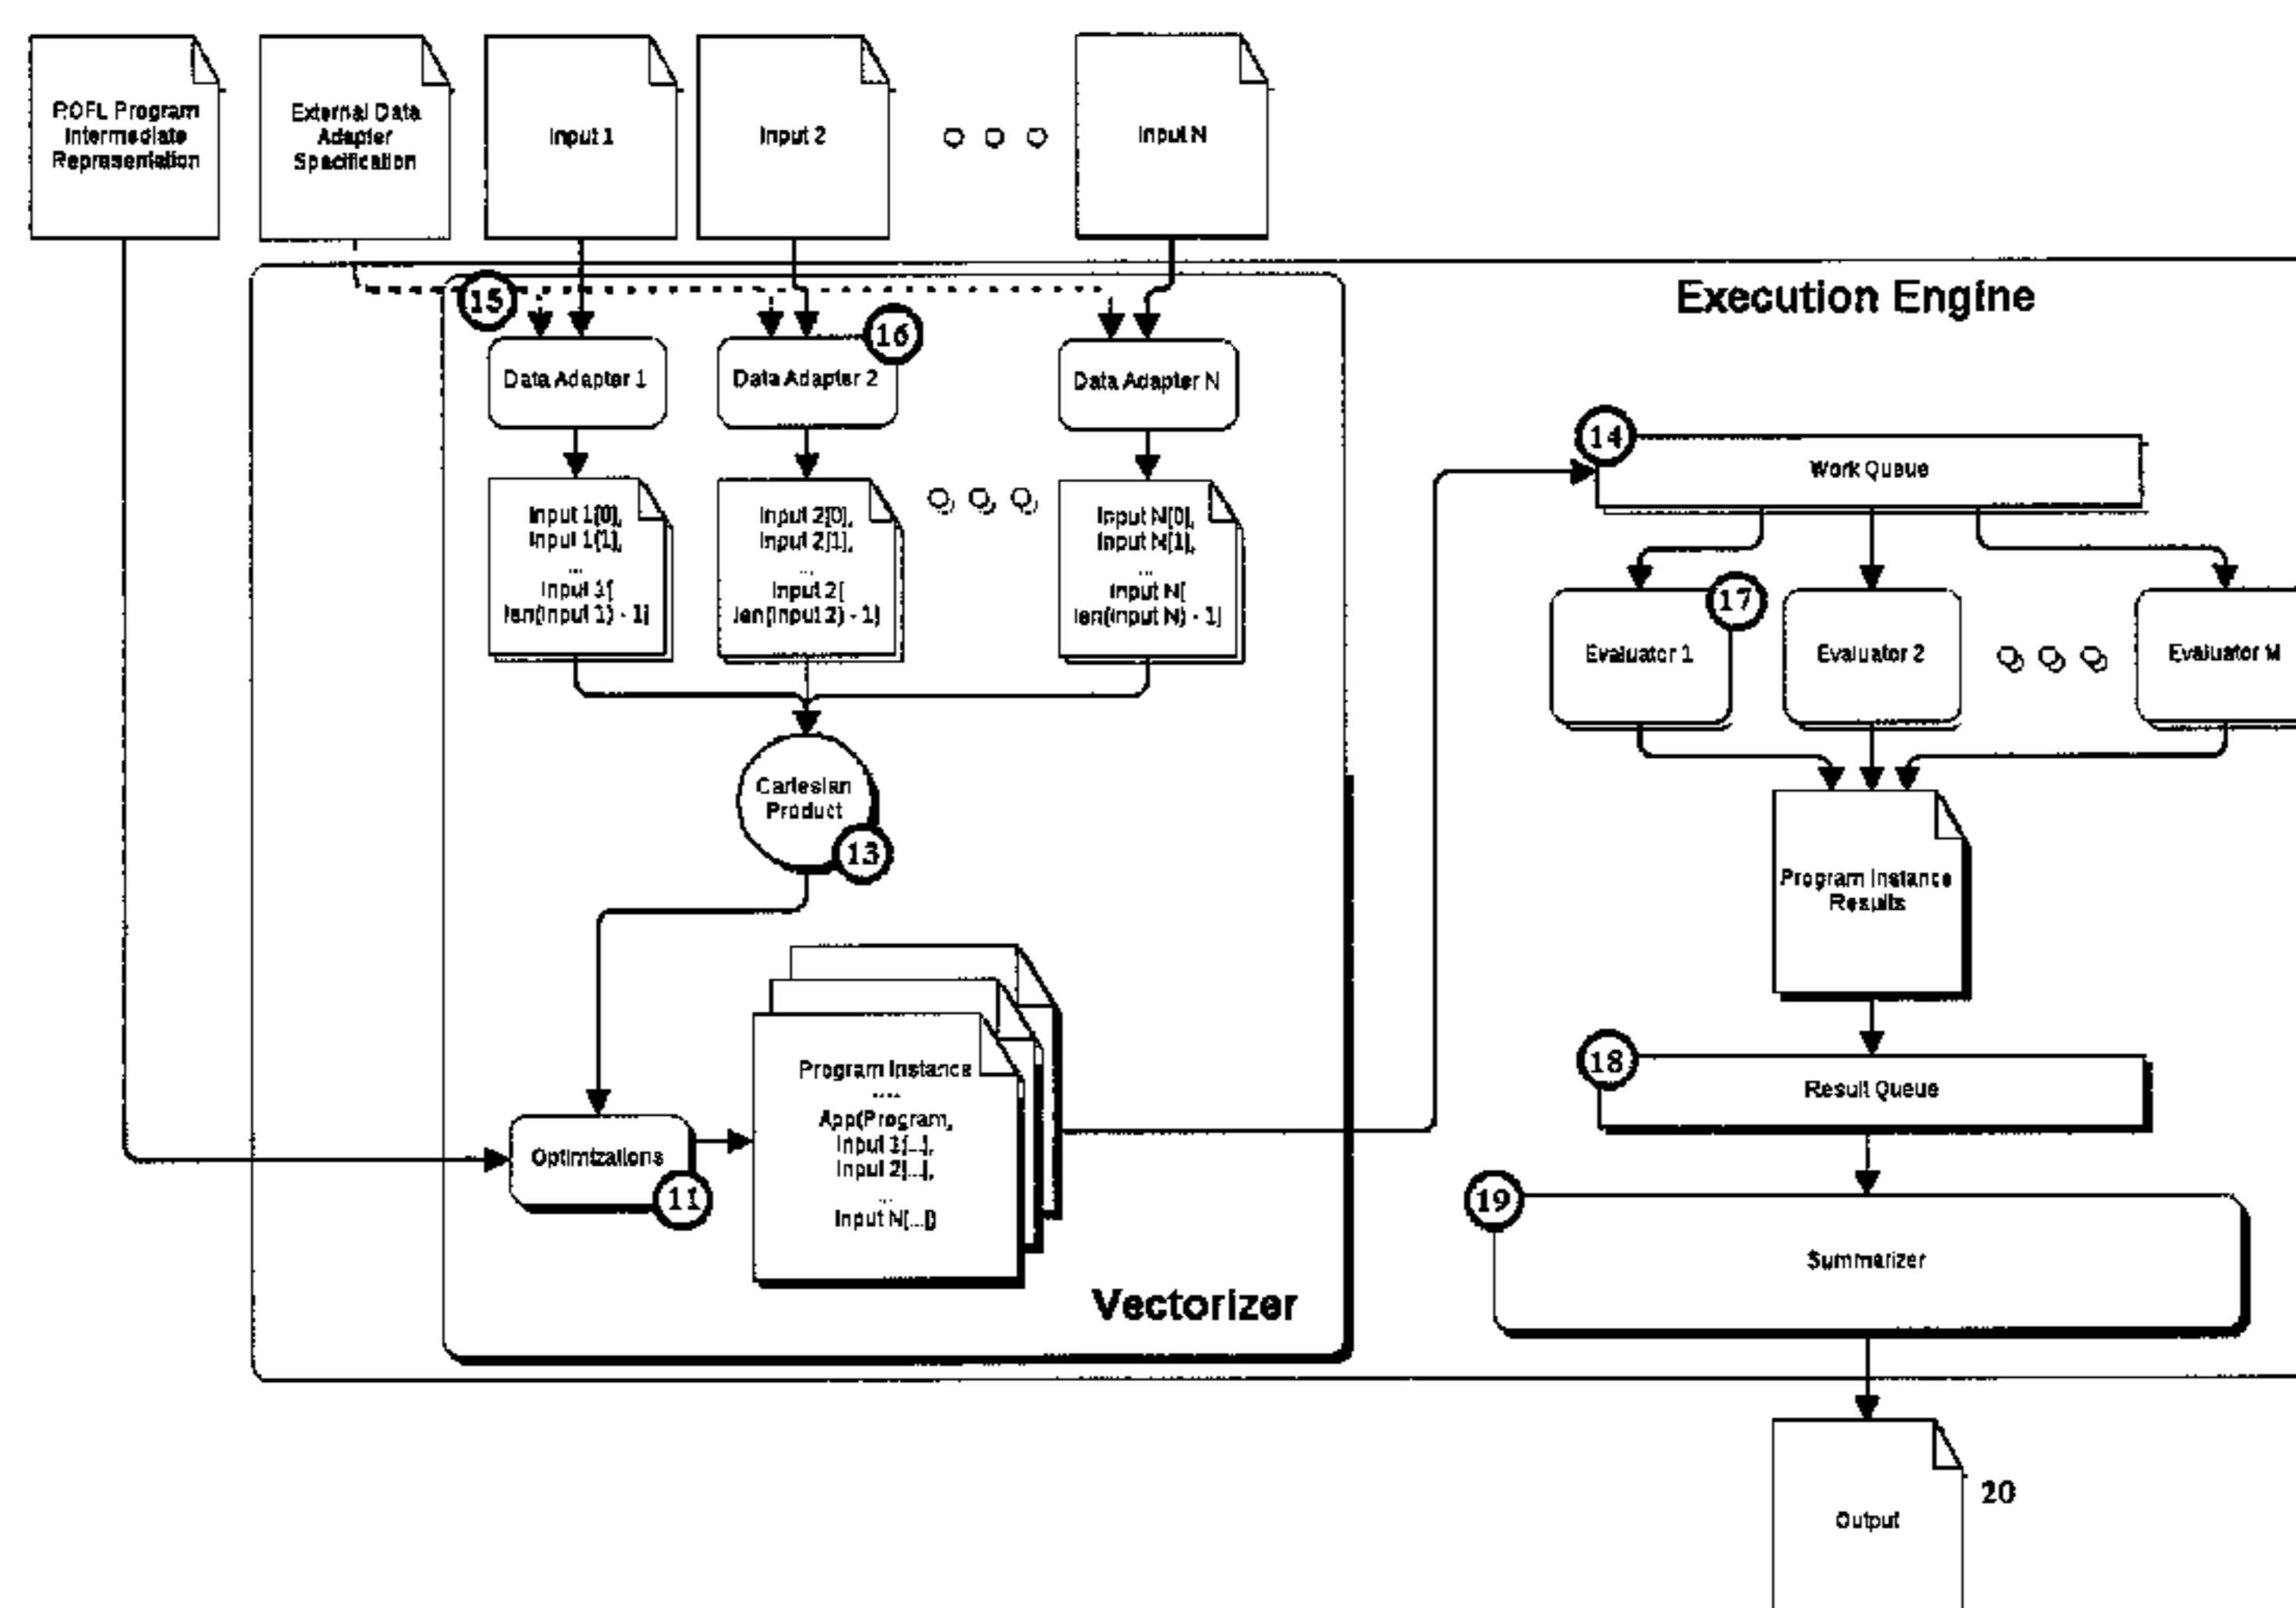 POFL Program
Intermediate
Representation
External Data
Adapter
Specification
Input 1
Input 2
Input N
Execution Engine
15
16
Data Adapter 1
Data Adapter 2
Data Adapter N
14
Work Queue
Input 1[0],
Input 1[1],
...
Input 1[
len(Input 1) - 1]
Input 2[0],
Input 2[1],
...
Input 2[
len(Input 2) - 1]
Input N[0],
Input N[1],
...
Input N[
len(Input N) - 1]
17
Evaluator 1
Evaluator 2
Evaluator M
Cartesian
Product
13
Program Instance
Results
Program Instance
....
App(Program,
Input 1[...],
Input 2[...],
...
Input N[...])
18
Result Queue
Optimizations
11
19
Summarizer
Vectorizer
20
Output